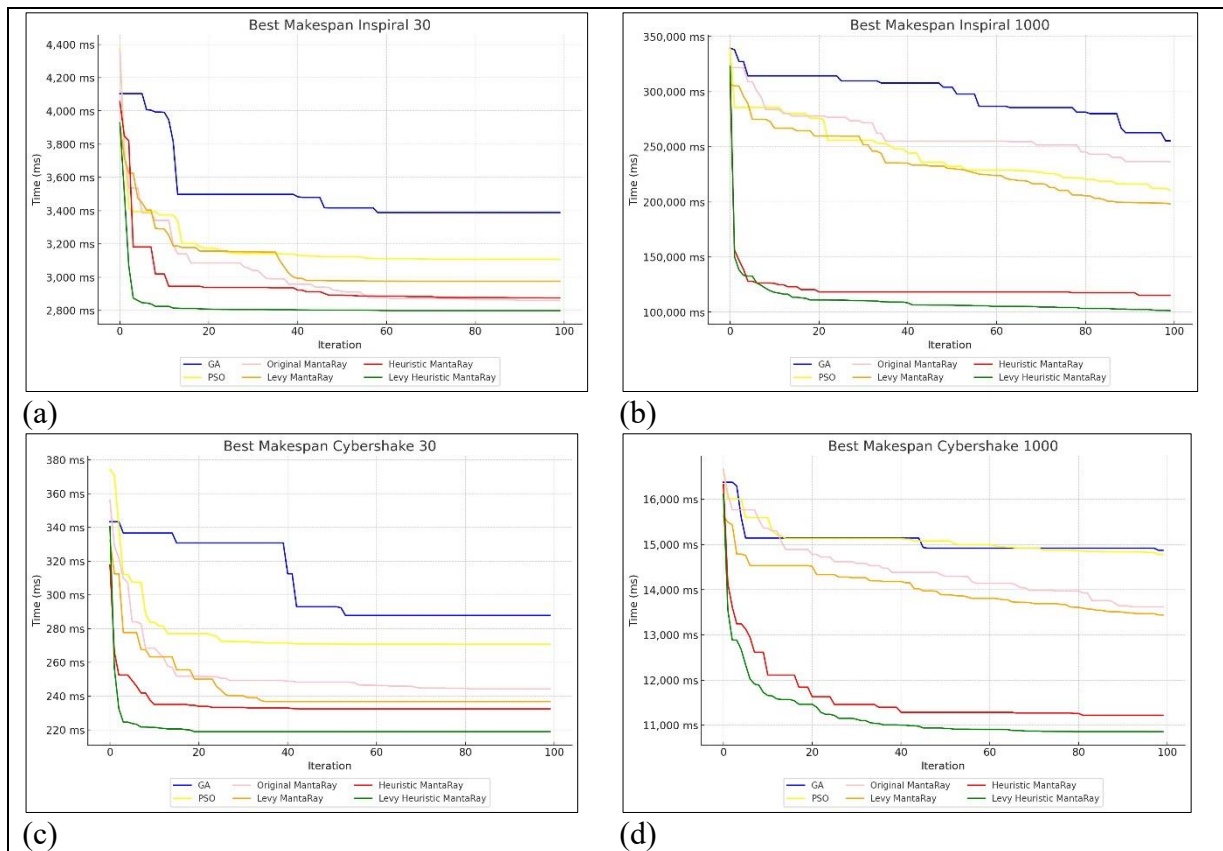 Best Makespan Inspiral 30
4,400 ms
4,200 ms
4,000 ms
3,800 ms
3,600 ms
3,400 ms
3,200 ms
3,000 ms
2,800 ms
Time (ms)
0 20 40 60 80 100
Iteration
GA Original MantaRay Heuristic MantaRay
PSO Levy MantaRay Levy Heuristic MantaRay
(a)
Best Makespan Inspiral 1000
350,000 ms
300,000 ms
250,000 ms
200,000 ms
150,000 ms
100,000 ms
Time (ms)
0 20 40 60 80 100
Iteration
GA Original MantaRay Heuristic MantaRay
PSO Levy MantaRay Levy Heuristic MantaRay
(b)
Best Makespan Cybershake 30
380 ms
360 ms
340 ms
320 ms
300 ms
280 ms
260 ms
240 ms
220 ms
Time (ms)
0 20 40 60 80 100
Iteration
GA Original MantaRay Heuristic MantaRay
PSO Levy MantaRay Levy Heuristic MantaRay
(c)
Best Makespan Cybershake 1000
16,000 ms
15,000 ms
14,000 ms
13,000 ms
12,000 ms
11,000 ms
Time (ms)
0 20 40 60 80 100
Iteration
GA Original MantaRay Heuristic MantaRay
PSO Levy MantaRay Levy Heuristic MantaRay
(d)